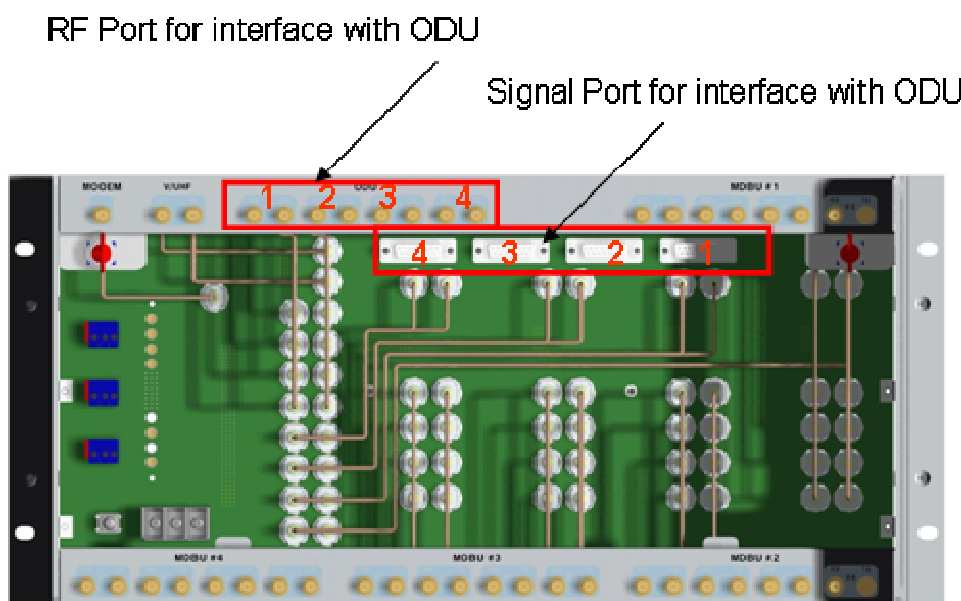 RF Port for interface with ODU
Signal Port for interface with ODU
MODEM V/UHF ODU MDBU # 1
1 2 3 4
4 3 2 1
MDBU #4 MDBU #3 MDBU #2